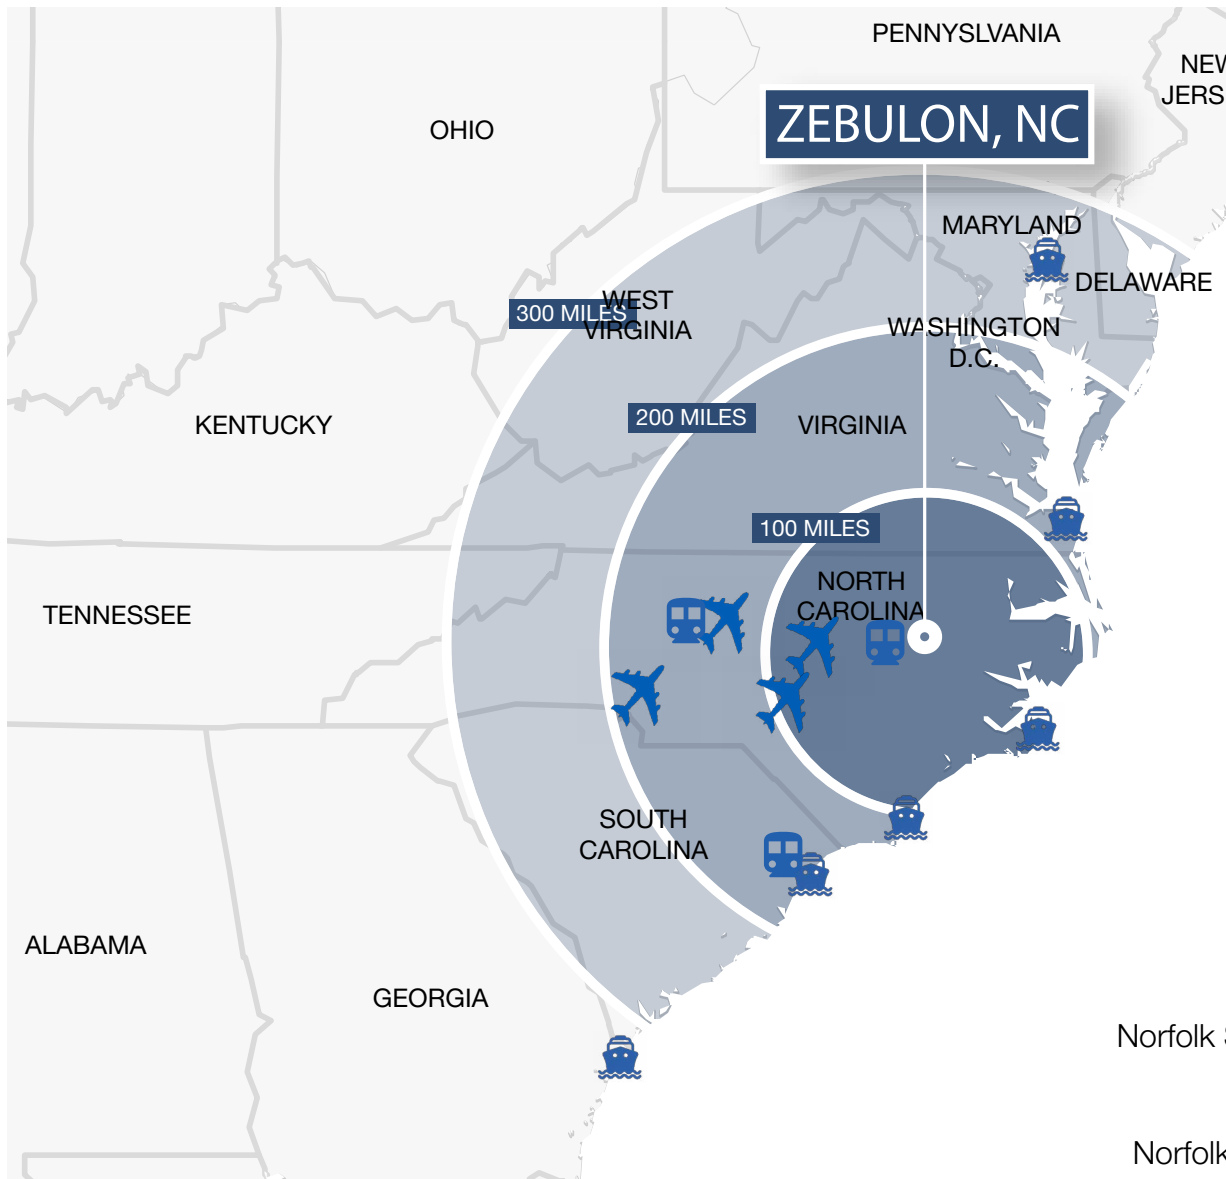 PENNYSLVANIA
NEW
JERS
ZEBULON, NC
OHIO
MARYLAND
DELAWARE
300 MILES
WEST
VIRGINIA
WASHINGTON
D.C.
200 MILES
KENTUCKY
VIRGINIA
100 MILES
NORTH
CAROLINA
TENNESSEE
SOUTH
CAROLINA
ALABAMA
GEORGIA
Norfolk
Norfolk